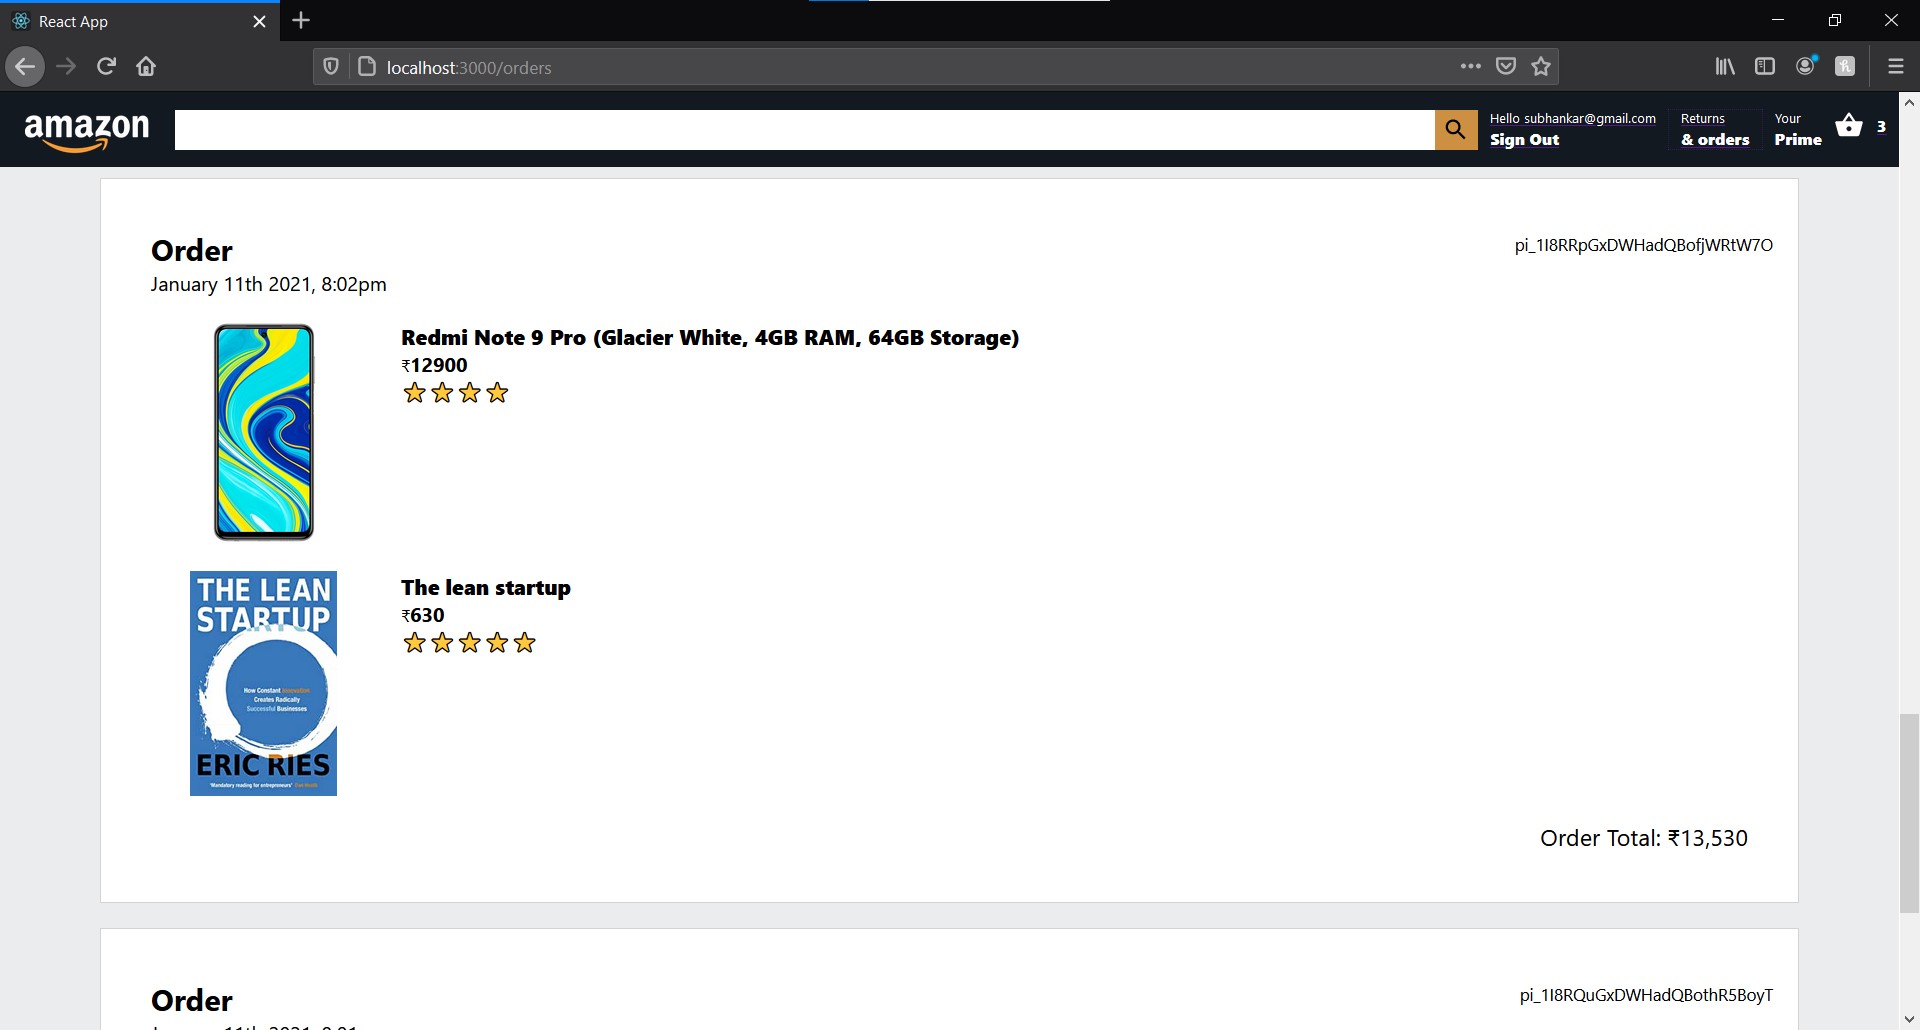 React App
localhost:3000/orders
amazon
Hello subhankar@gmail.com
Sign Out
Returns
& orders
Your
Prime
3
Order
pi_1I8RRpGxDWHadQBofjWRtW7O
January 11th 2021, 8:02pm
Redmi Note 9 Pro (Glacier White, 4GB RAM, 64GB Storage)
₹12900
The lean startup
₹630
THE LEAN
STARTUP
How Constant Innovation
Creates Radically
Successful Businesses
ERIC RIES
"Mandatory reading for entrepreneurs"
Order Total: ₹13,530
Order
pi_1I8RQuGxDWHadQBothR5BoyT